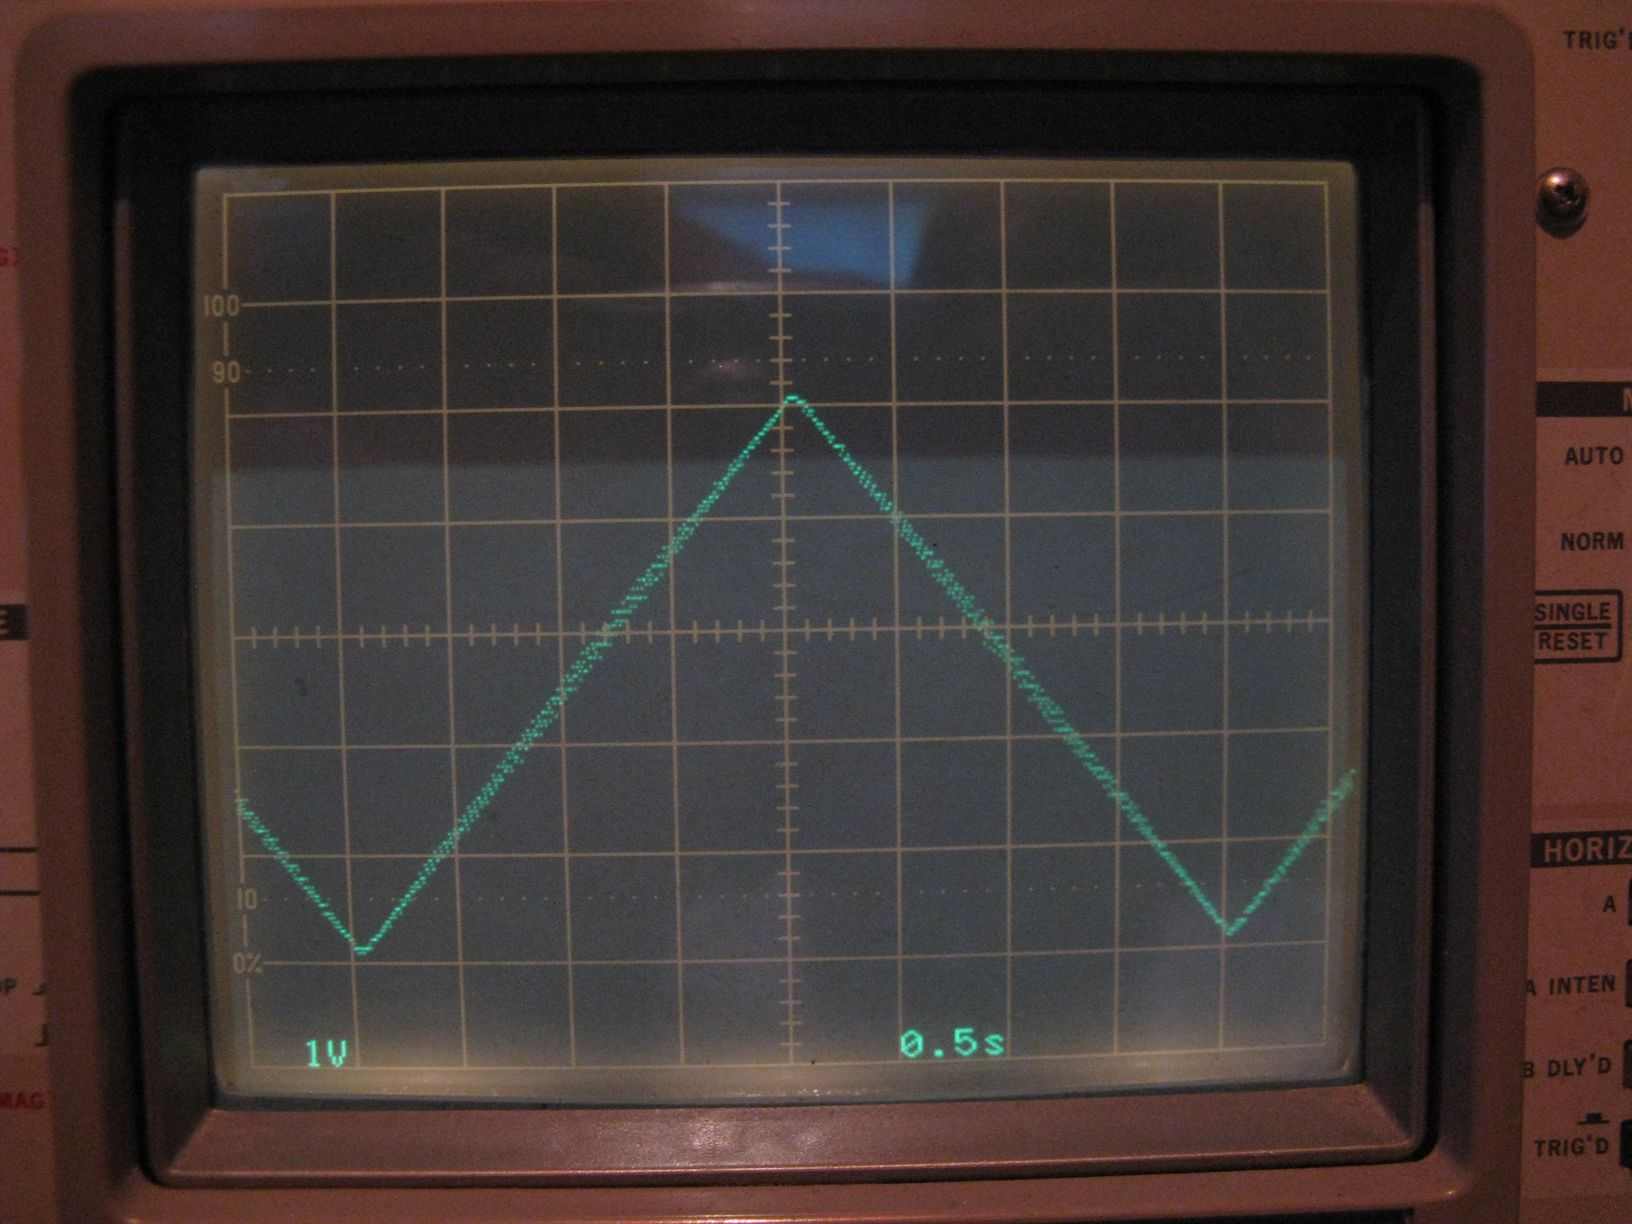 TRIG'D
100
90
AUTO
NORM
SINGLE
RESET
HORIZ
10
A
0%
A INTEN
1V
0.5s
B DLY'D
MAG
TRIG'D